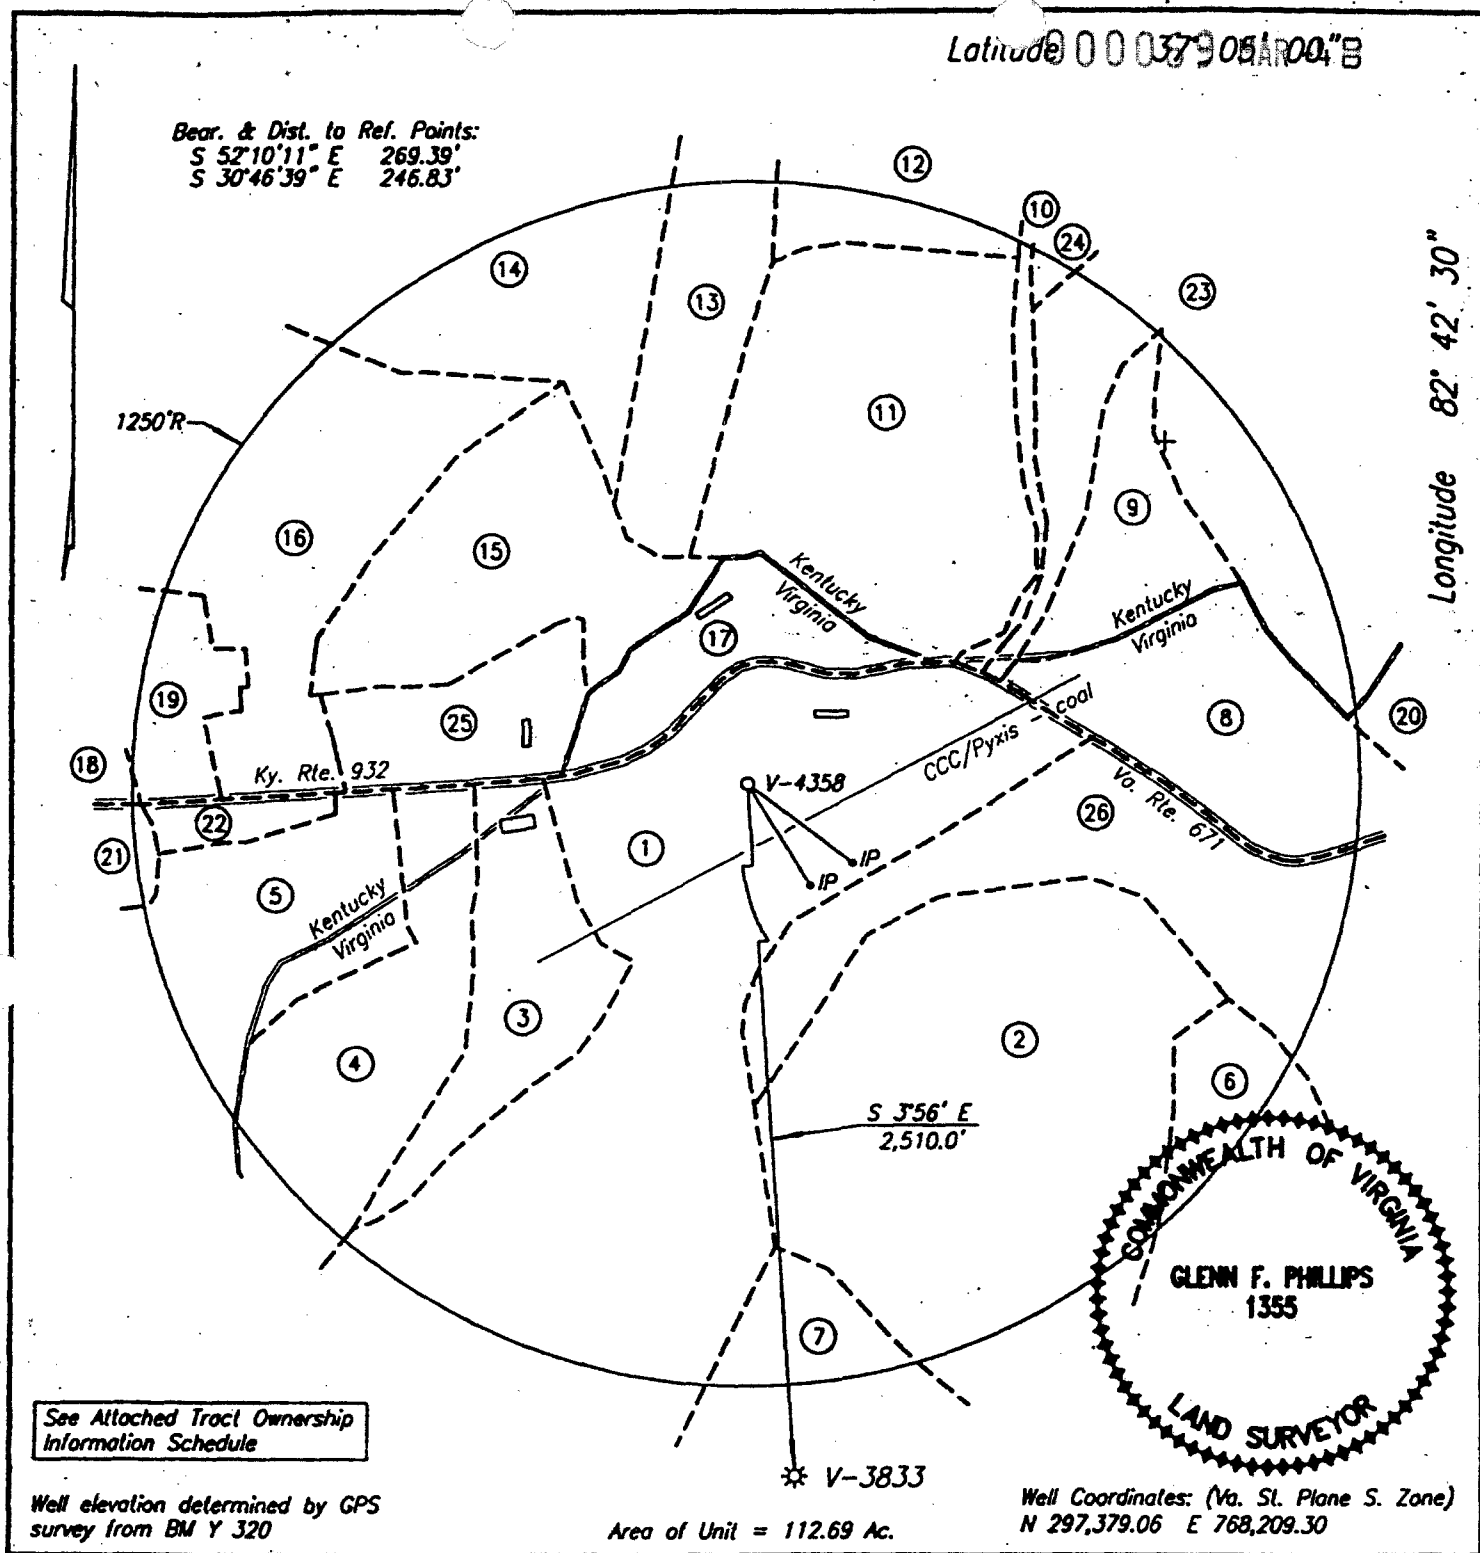 Latitude 37° 05' 00"
Bear. & Dist. to Ref. Points:
S 52°10'11" E 269.39'
S 30°46'39" E 246.83'
12
10
24
14
23
13
Longitude 82° 42' 30"
11
1250'R
9
16
15
Kentucky
Virginia
Kentucky
Virginia
17
19
25
CCC/Pyxis - coal
8
20
18
Ky. Rte. 932
V-4358
Va. Rte. 671
26
22
21
1
IP
IP
5
Kentucky
Virginia
3
4
2
6
S 3°56' E
2,510.0'
COMMONWEALTH OF VIRGINIA
GLENN F. PHILLIPS
1355
LAND SURVEYOR
7
See Attached Tract Ownership
Information Schedule
V-3833
Well elevation determined by GPS
survey from BM Y 320
Area of Unit = 112.69 Ac.
Well Coordinates: (Va. St. Plane S. Zone)
N 297,379.06 E 768,209.30